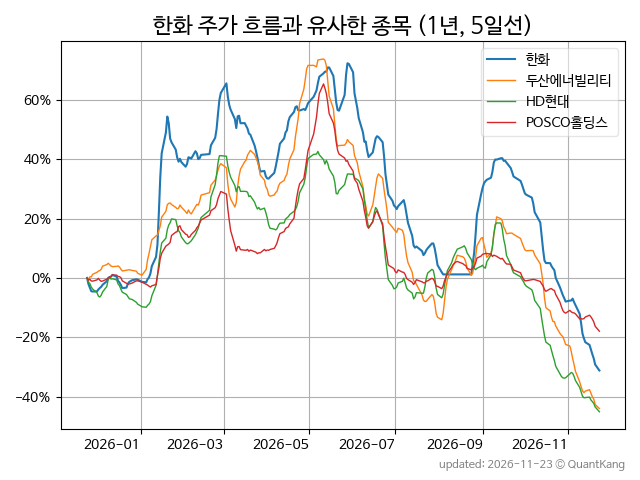 한화 주가 흐름과 유사한 종목 (1년, 5일선)
한화
두산에너빌리티
HD현대
POSCO홀딩스
60%
40%
20%
0%
−20%
−40%
2026-01
2026-03
2026-05
2026-07
2026-09
2026-11
updated: 2026-11-23 © QuantKang